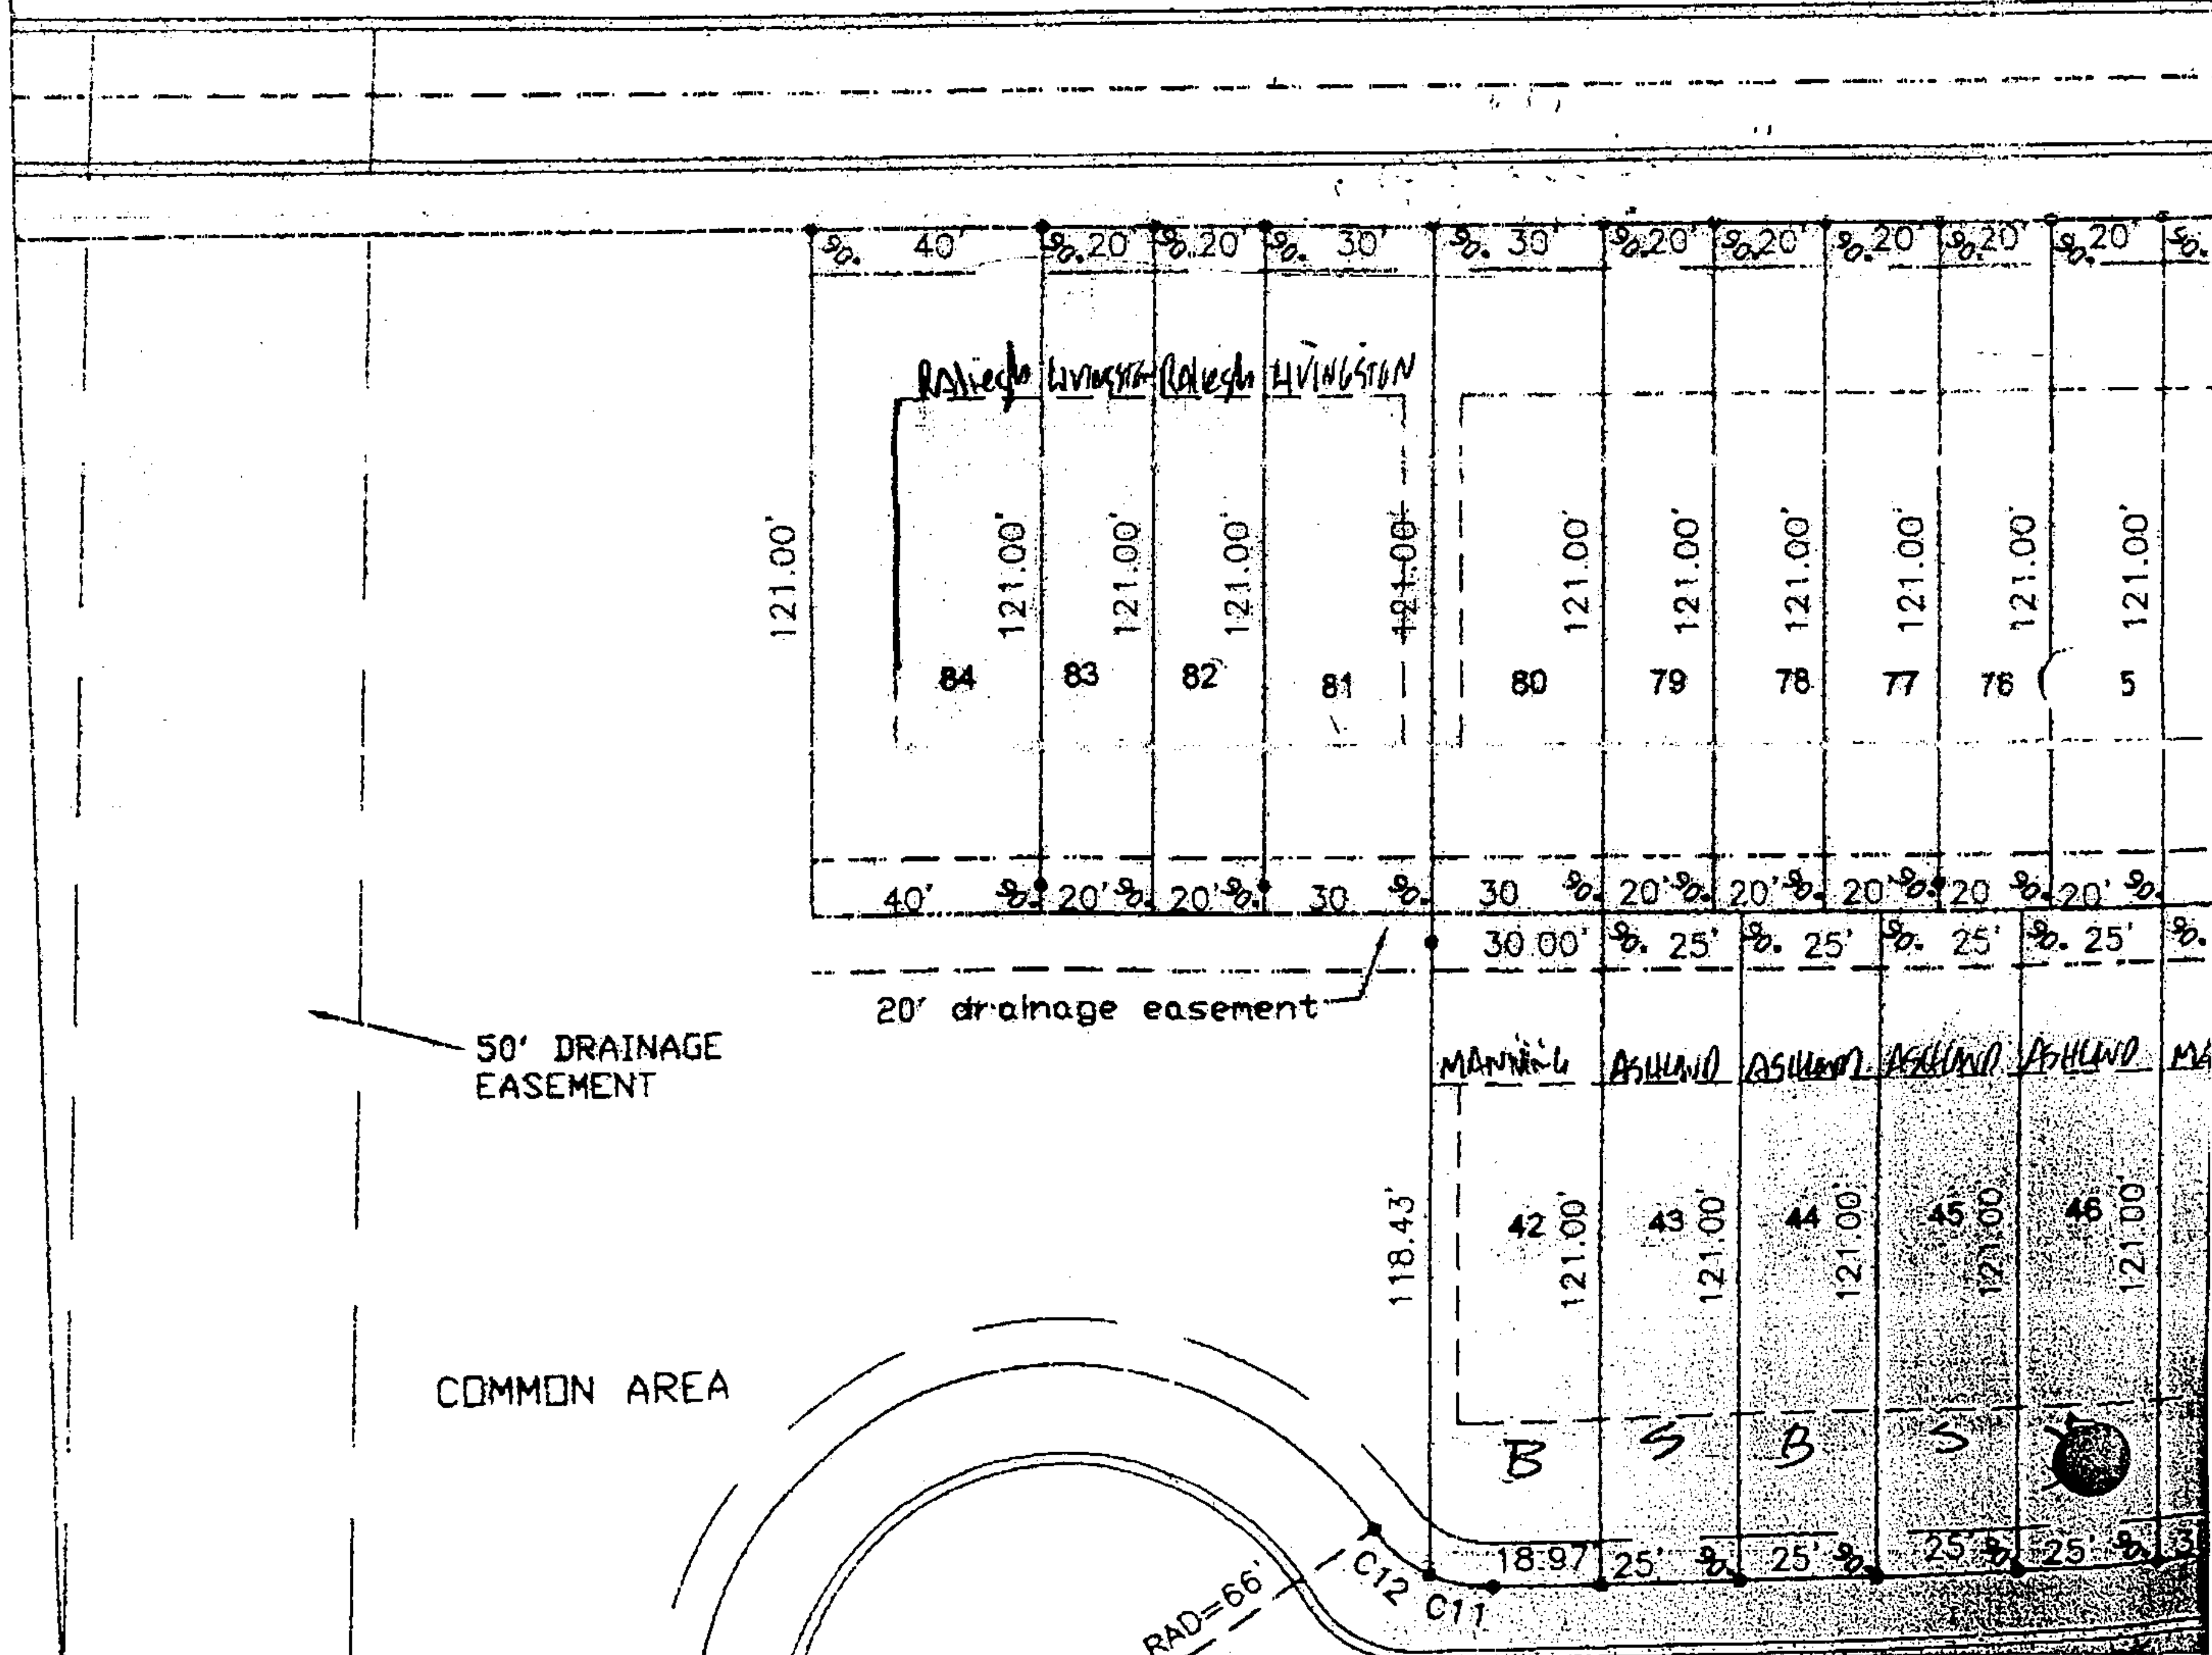 40' 20' 20' 30' 30' 20' 20' 20' 20' 20'
RAliegh LIVINGSTON RAliegh LIVINGSTON
121.00' 121.00' 121.00' 121.00' 121.00' 121.00' 121.00' 121.00' 121.00' 121.00' 121.00'
84 83 82 81 80 79 78 77 76 5
40' 20' 20' 30 30 20' 20' 20' 20 20'
30.00' 25' 25' 25' 25'
20' drainage easement
50' DRAINAGE
EASEMENT
MANNING ASHLAND ASHLAND ASHLAND ASHLAND MA
118.43' 121.00' 121.00' 121.00' 121.00 121.00'
42 43 44 45 46
COMMON AREA
B S B S
18.97' 25' 25' 25' 25' 3
C12
C11
RAD=66'